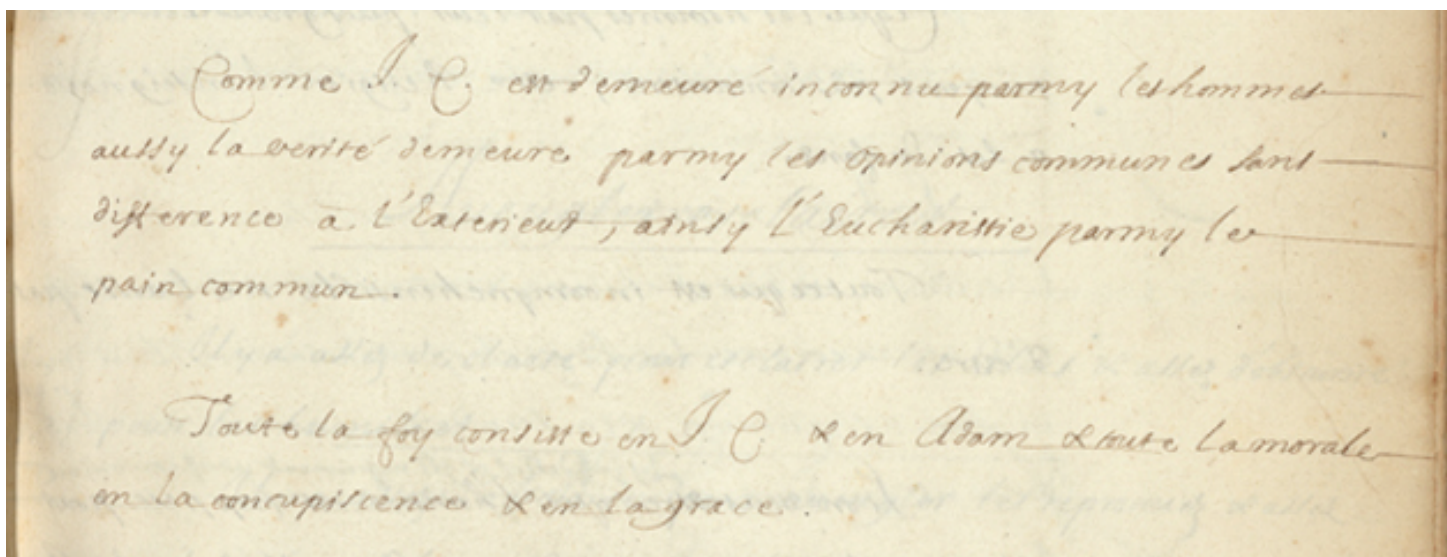 Comme J. C. est demeuré inconnu parmy les hommes
aussy la verité demeure parmy les opinions communes sans
difference à l'Exterieur, ainsy l'Eucharistie parmy le
pain commun.
Toute la foy consiste en J. C. & en Adam & toute la morale
en la concupiscence & en la grace.